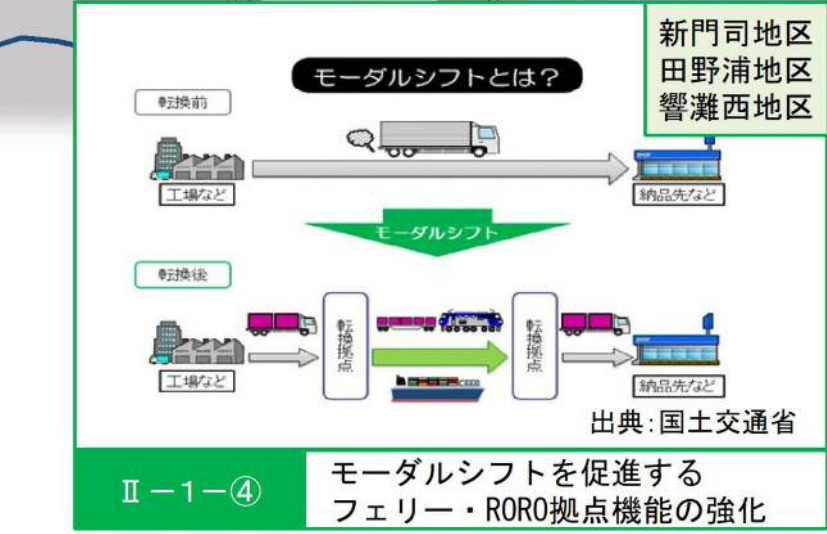 新門司地区
田野浦地区
響灘西地区
モーダルシフトとは？
転換前
工場など
納品先など
モーダルシフト
転換後
転換拠点
転換拠点
工場など
納品先など
出典：国土交通省
Ⅱ－1－④
モーダルシフトを促進する
フェリー・RORO拠点機能の強化